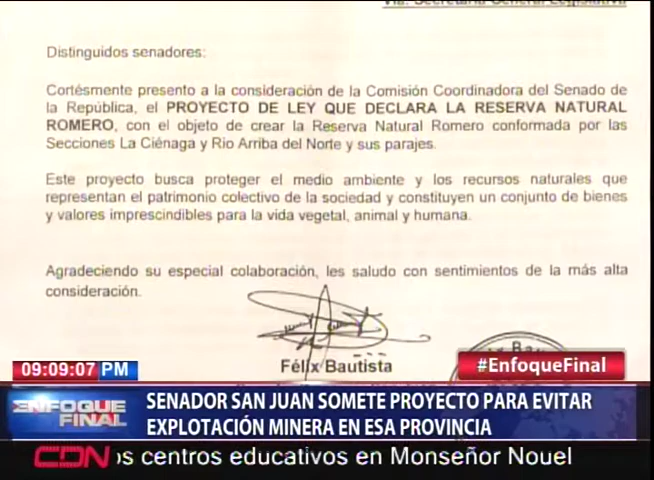 Vía: Secretaría General Legislativa
Distinguidos senadores:
Cortésmente presento a la consideración de la Comisión Coordinadora del Senado de
la República, el PROYECTO DE LEY QUE DECLARA LA RESERVA NATURAL
ROMERO, con el objeto de crear la Reserva Natural Romero conformada por las
Secciones La Ciénaga y Rio Arriba del Norte y sus parajes.
Este proyecto busca proteger el medio ambiente y los recursos naturales que
representan el patrimonio colectivo de la sociedad y constituyen un conjunto de bienes
y valores imprescindibles para la vida vegetal, animal y humana.
Agradeciendo su especial colaboración, les saludo con sentimientos de la más alta
consideración.
Félix Bautista
09:09:07 PM
#EnfoqueFinal
ENFOQUE
FINAL
SENADOR SAN JUAN SOMETE PROYECTO PARA EVITAR
EXPLOTACIÓN MINERA EN ESA PROVINCIA
CDN
os centros educativos en Monseñor Nouel